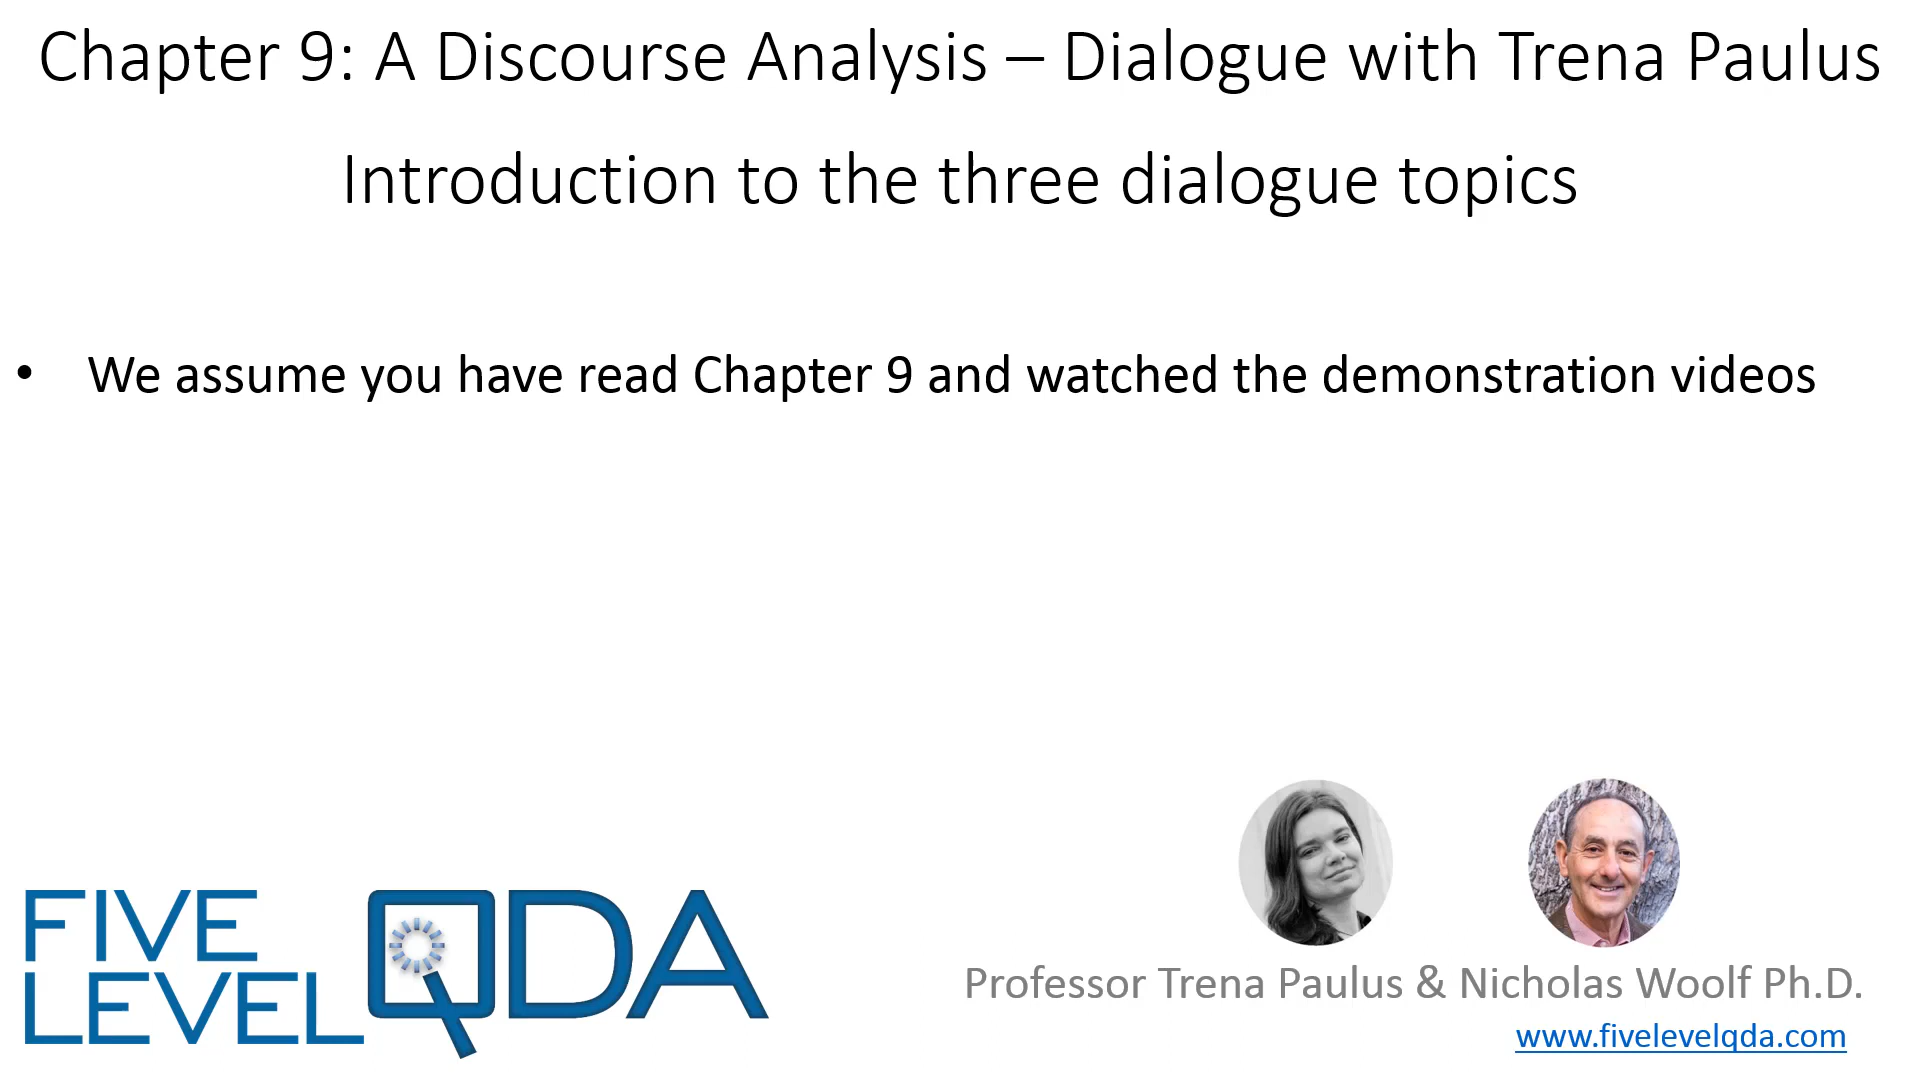 Chapter 9: A Discourse Analysis – Dialogue with Trena Paulus
Introduction to the three dialogue topics
• We assume you have read Chapter 9 and watched the demonstration videos
FIVE
LEVEL QDA
Professor Trena Paulus & Nicholas Woolf Ph.D.
www.fivelevelqda.com